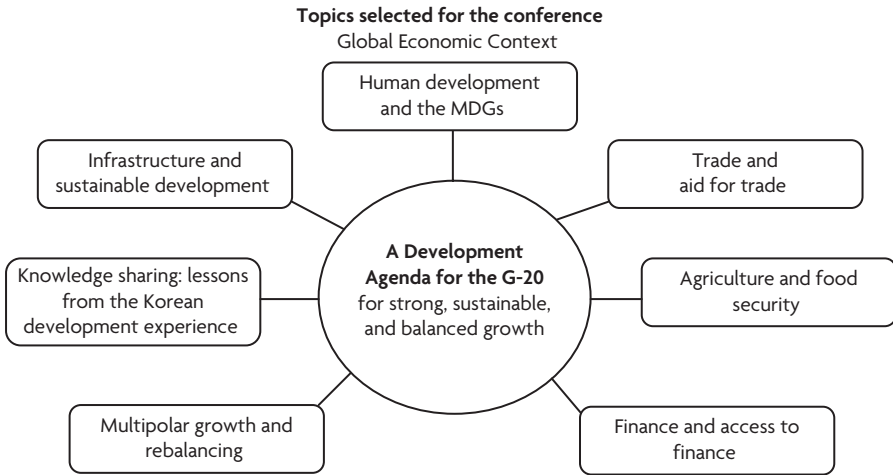 Topics selected for the conference
Global Economic Context
Human development
and the MDGs
Infrastructure and
sustainable development
Trade and
aid for trade
A Development
Agenda for the G-20
for strong, sustainable,
and balanced growth
Knowledge sharing: lessons
from the Korean
development experience
Agriculture and food
security
Multipolar growth and
rebalancing
Finance and access to
finance